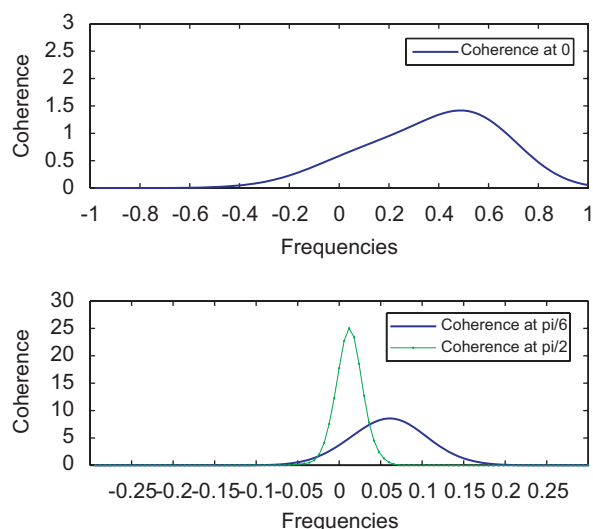 3
2.5
2
1.5
1
0.5
0
Coherence
Coherence at 0
-1 -0.8 -0.6 -0.4 -0.2 0 0.2 0.4 0.6 0.8 1
Frequencies
30
25
20
15
10
5
0
Coherence
Coherence at pi/6
Coherence at pi/2
-0.25 -0.2 -0.15 -0.1 -0.05 0 0.05 0.1 0.15 0.2 0.25
Frequencies